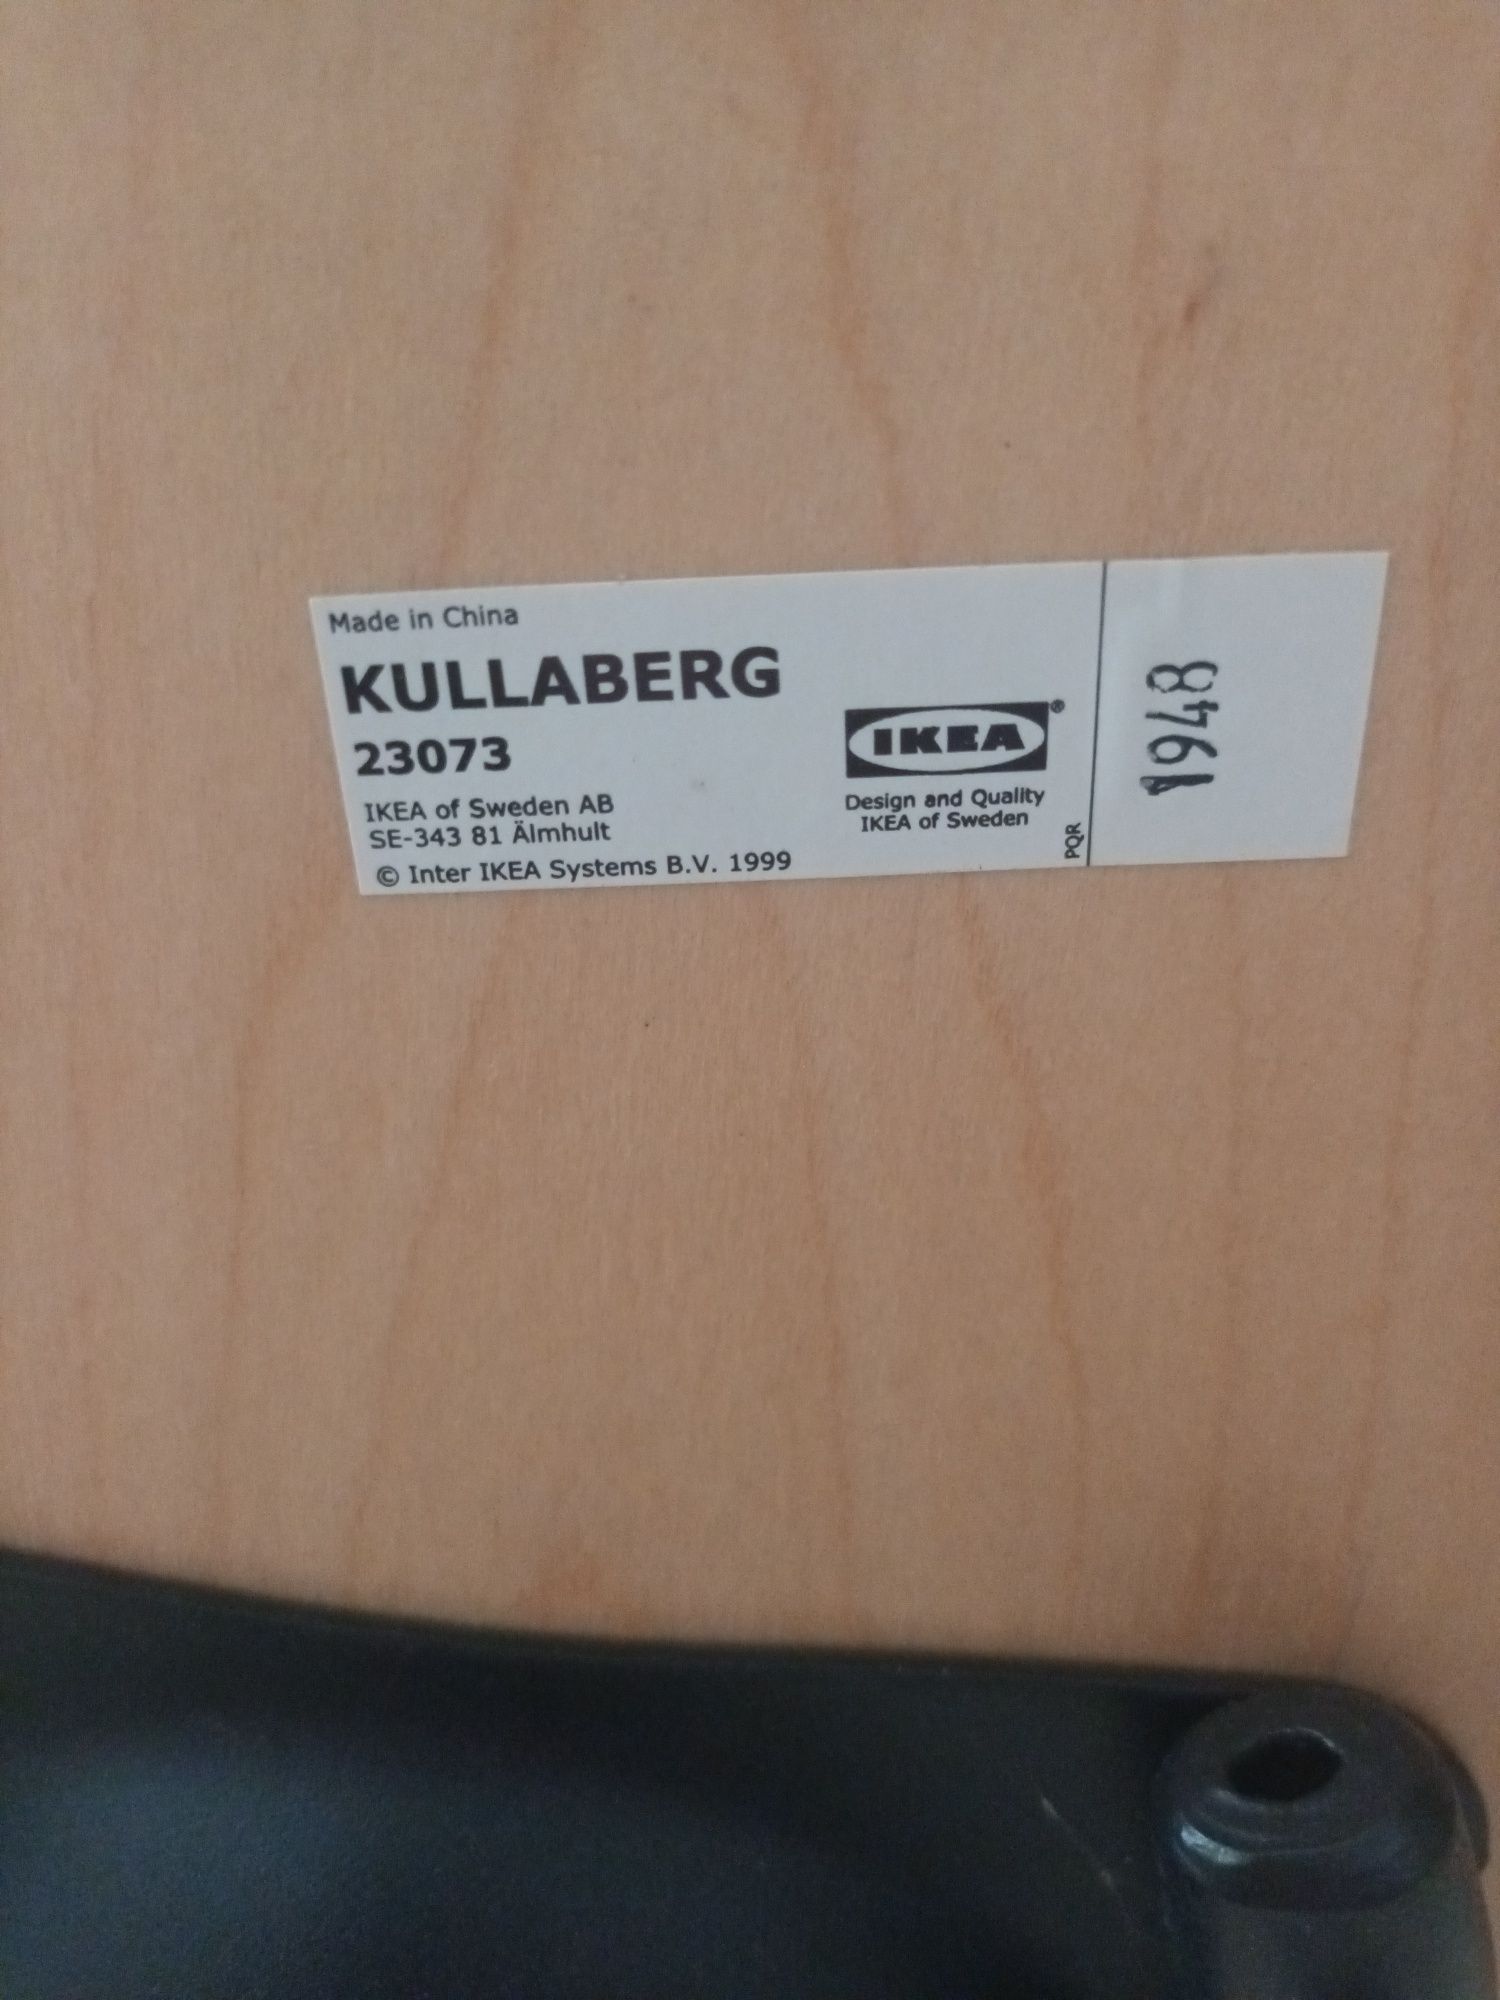 Made in China
KULLABERG
23073
IKEA of Sweden AB
SE-343 81 Älmhult
© Inter IKEA Systems B.V. 1999
IKEA®
Design and Quality
IKEA of Sweden
PQR
1948